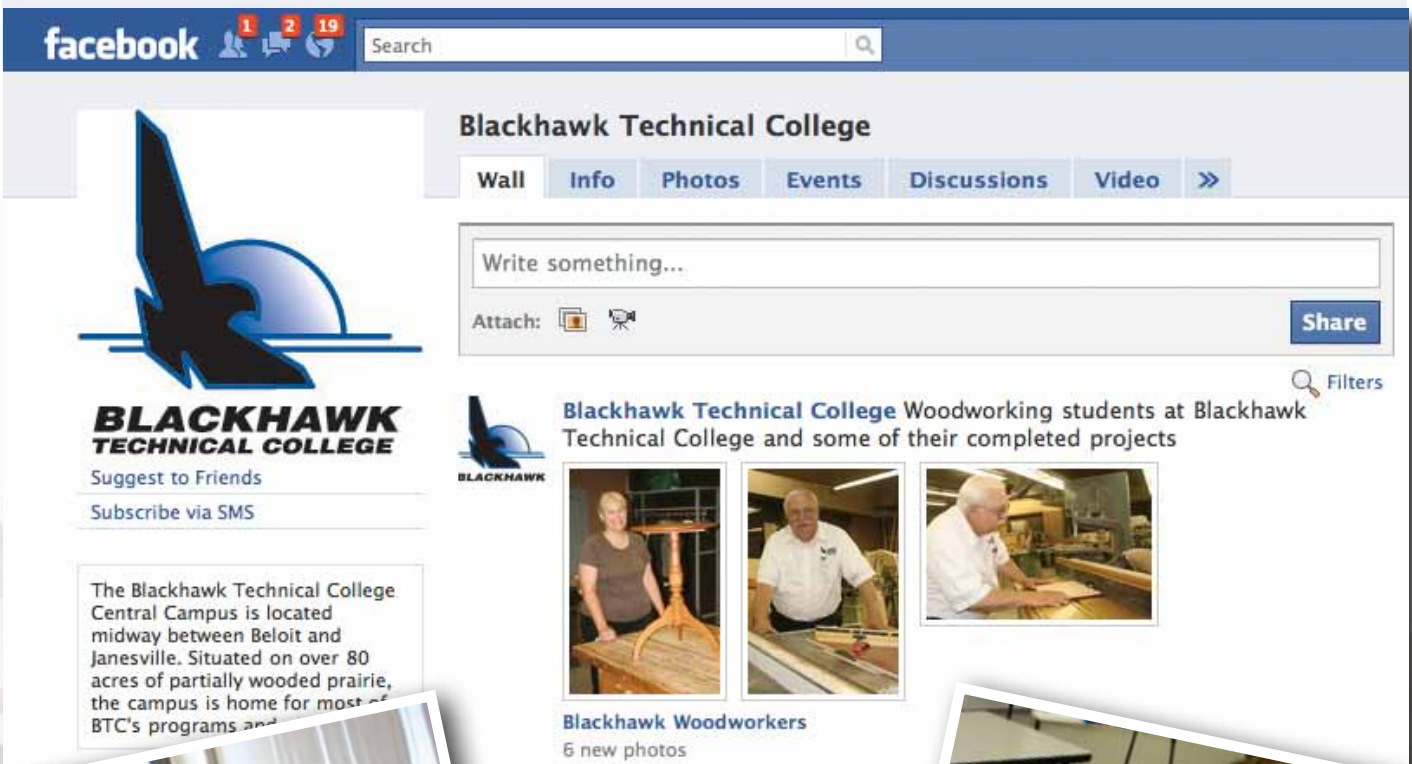 facebook
1
2
19
Search
Blackhawk Technical College
Wall
Info
Photos
Events
Discussions
Video
»
Write something...
Attach:
Share
Filters
BLACKHAWK
TECHNICAL COLLEGE
Suggest to Friends
Subscribe via SMS
The Blackhawk Technical College
Central Campus is located
midway between Beloit and
Janesville. Situated on over 80
acres of partially wooded prairie,
the campus is home for most of
BTC's programs and
BLACKHAWK
Blackhawk Technical College Woodworking students at Blackhawk
Technical College and some of their completed projects
Blackhawk Woodworkers
6 new photos